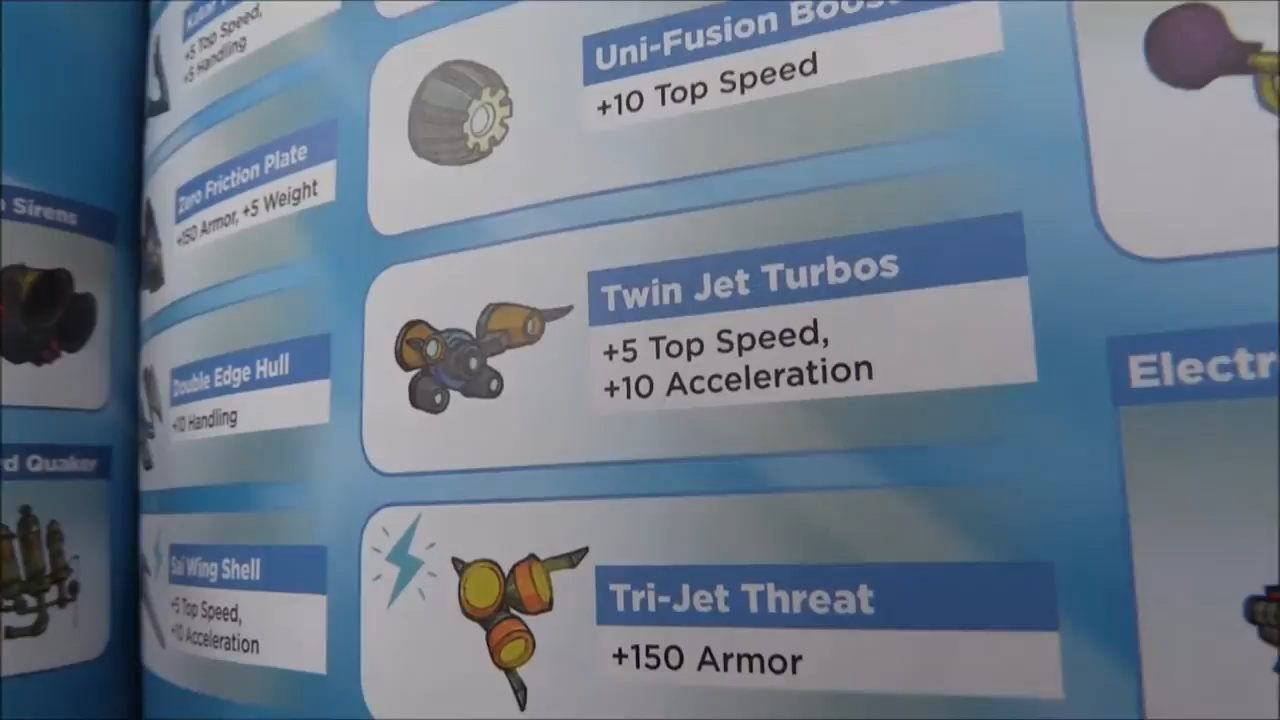 +5 Top Speed,
+5 Handling
Zero Friction Plate
+150 Armor, +5 Weight
Sirens
Double Edge Hull
+10 Handling
Quaker
Sai Wing Shell
+5 Top Speed,
+10 Acceleration
Uni-Fusion
+10 Top Speed
Twin Jet Turbos
+5 Top Speed,
+10 Acceleration
Tri-Jet Threat
+150 Armor
Electr